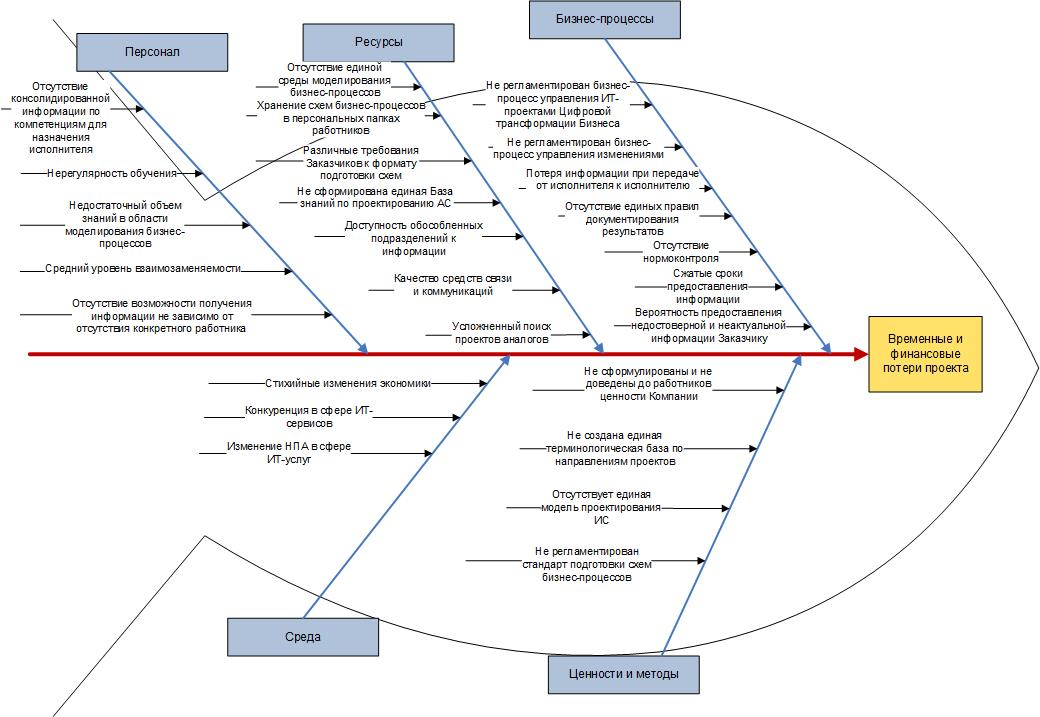 Персонал
Ресурсы
Бизнес-процессы
Отсутствие
консолидированной
информации по
компетенциям для
назначения
исполнителя
Нерегулярность обучения
Недостаточный объем
знаний в области
моделирования бизнес-
процессов
Средний уровень взаимозаменяемости
Отсутствие возможности получения
информации не зависимо от
отсутствия конкретного работника
Отсутствие единой
среды моделирования
бизнес-процессов
Хранение схем бизнес-процессов
в персональных папках
работников
Различные требования
Заказчиков к формату
подготовки схем
Не сформирована единая База
знаний по проектированию АС
Доступность обособленных
подразделений к
информации
Качество средств связи
и коммуникаций
Усложненный поиск
проектов аналогов
Не регламентирован бизнес-
процесс управления ИТ-
проектами Цифровой
трансформации Бизнеса
Не регламентирован бизнес-
процесс управления изменениями
Потеря информации при передаче
от исполнителя к исполнителю
Отсутствие единых правил
документирования
результатов
Отсутствие
нормоконтроля
Сжатые сроки
предоставления
информации
Вероятность предоставления
недостоверной и неактуальной
информации Заказчику
Временные и
финансовые
потери проекта
Стихийные изменения экономики
Конкуренция в сфере ИТ-
сервисов
Изменение НПА в сфере
ИТ-услуг
Среда
Не сформулированы и не
доведены до работников
ценности Компании
Не создана единая
терминологическая база по
направлениям проектов
Отсутствует единая
модель проектирования
ИС
Не регламентирован
стандарт подготовки схем
бизнес-процессов
Ценности и методы